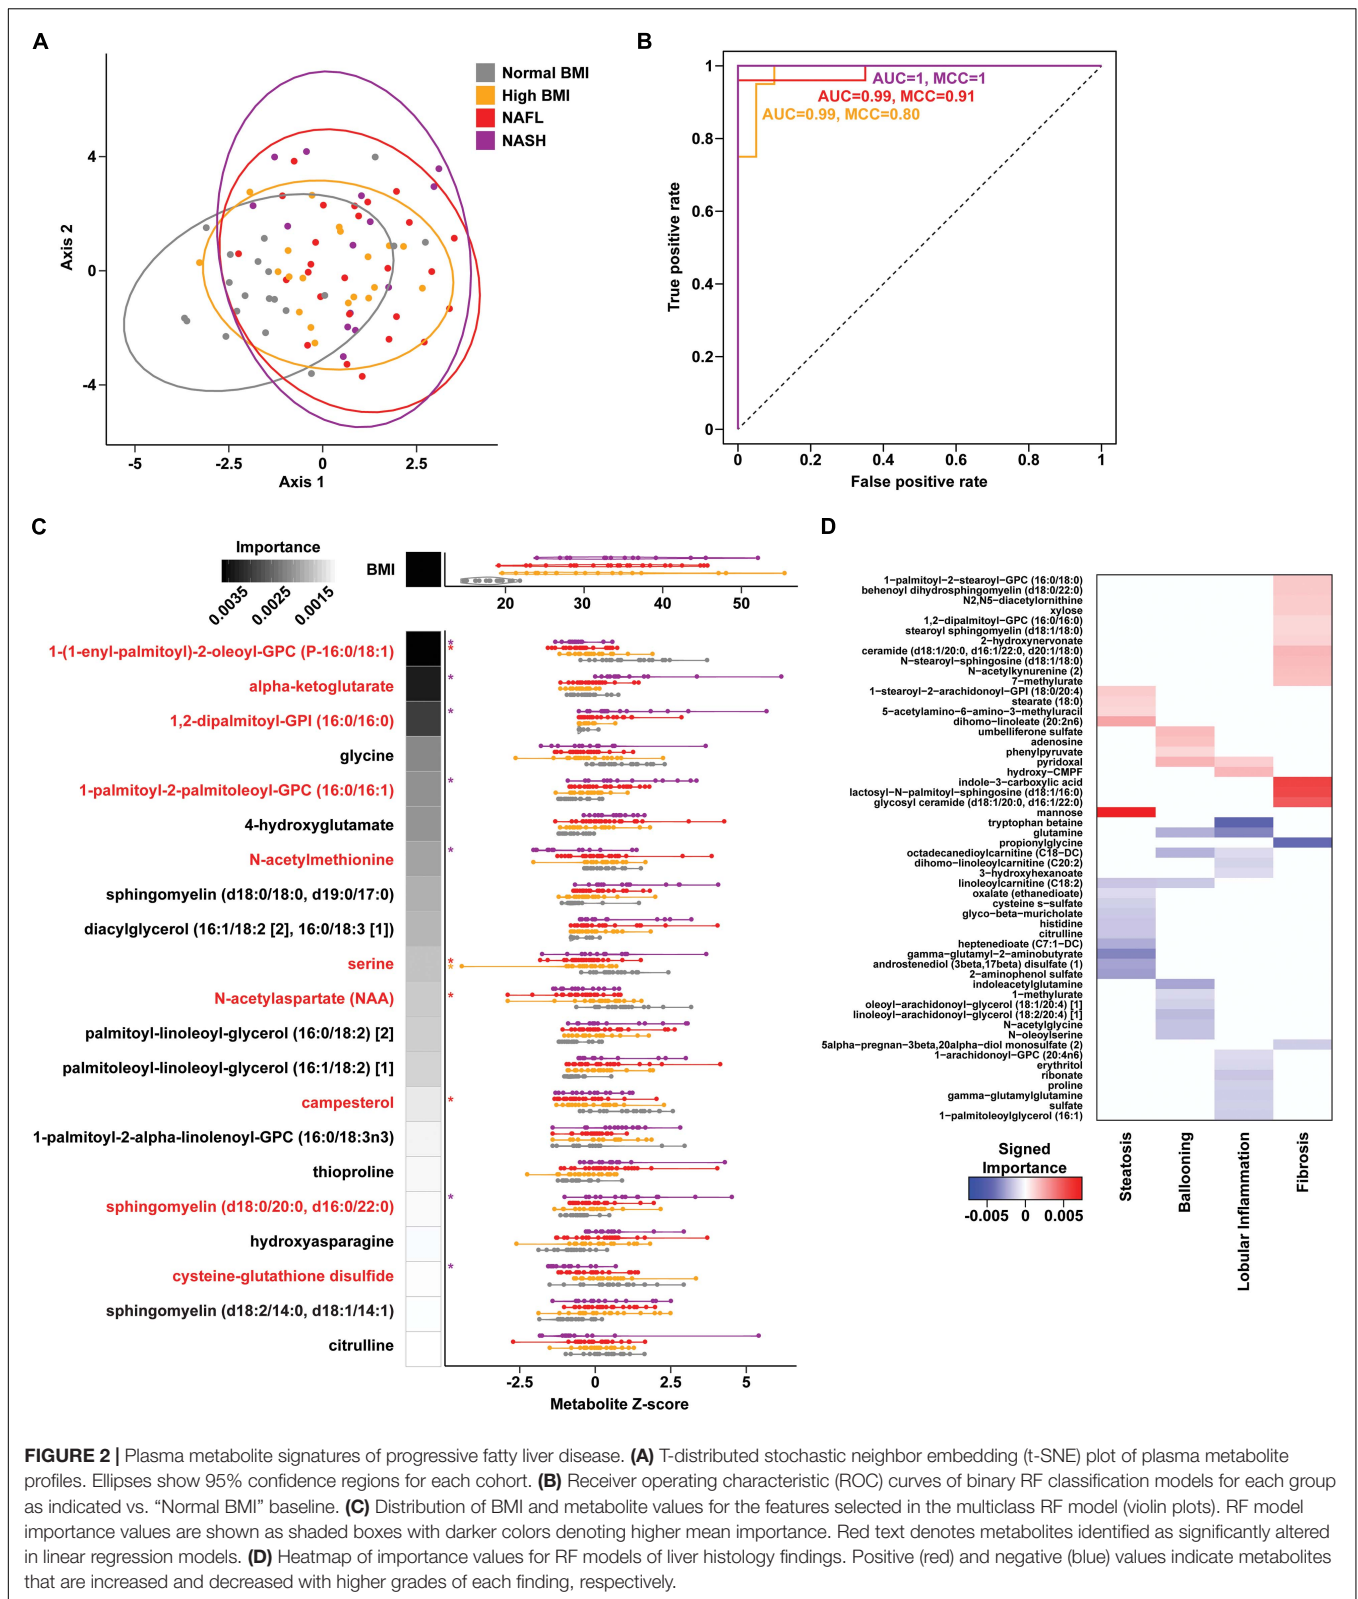 A
Normal BMI
High BMI
NAFL
NASH
4
0
-4
Axis 2
-5
-2.5
0
2.5
Axis 1
B
1
0.8
0.6
0.4
0.2
0
True positive rate
AUC=1, MCC=1
AUC=0.99, MCC=0.91
AUC=0.99, MCC=0.80
0
0.2
0.4
0.6
0.8
1
False positive rate
C
Importance
0.0035
0.0025
0.0015
BMI
20
30
40
50
1-(1-enyl-palmitoyl)-2-oleoyl-GPC (P-16:0/18:1)
*
*
alpha-ketoglutarate
*
1,2-dipalmitoyl-GPI (16:0/16:0)
*
glycine
1-palmitoyl-2-palmitoleoyl-GPC (16:0/16:1)
*
4-hydroxyglutamate
N-acetylmethionine
*
sphingomyelin (d18:0/18:0, d19:0/17:0)
diacylglycerol (16:1/18:2 [2], 16:0/18:3 [1])
serine
*
*
N-acetylaspartate (NAA)
*
palmitoyl-linoleoyl-glycerol (16:0/18:2) [2]
palmitoleoyl-linoleoyl-glycerol (16:1/18:2) [1]
campesterol
*
1-palmitoyl-2-alpha-linolenoyl-GPC (16:0/18:3n3)
thioproline
sphingomyelin (d18:0/20:0, d16:0/22:0)
*
hydroxyasparagine
cysteine-glutathione disulfide
*
sphingomyelin (d18:2/14:0, d18:1/14:1)
citrulline
-2.5
0
2.5
5
Metabolite Z-score
D
1-palmitoyl-2-stearoyl-GPC (16:0/18:0)
behenoyl dihydrosphingomyelin (d18:0/22:0)
N2,N5-diacetylornithine
xylose
1,2-dipalmitoyl-GPC (16:0/16:0)
stearoyl sphingomyelin (d18:1/18:0)
2-hydroxynervonate
ceramide (d18:1/20:0, d16:1/22:0, d20:1/18:0)
N-stearoyl-sphingosine (d18:1/18:0)
N-acetylkynurenine (2)
7-methylurate
1-stearoyl-2-arachidonoyl-GPI (18:0/20:4)
stearate (18:0)
5-acetylamino-6-amino-3-methyluracil
dihomo-linoleate (20:2n6)
umbelliferone sulfate
adenosine
phenylpyruvate
pyridoxal
hydroxy-CMPF
indole-3-carboxylic acid
lactosyl-N-palmitoyl-sphingosine (d18:1/16:0)
glycosyl ceramide (d18:1/20:0, d16:1/22:0)
mannose
tryptophan betaine
glutamine
propionylglycine
octadecanedioylcarnitine (C18-DC)
dihomo-linoleoylcarnitine (C20:2)
3-hydroxyhexanoate
linoleoylcarnitine (C18:2)
oxalate (ethanedioate)
cysteine s-sulfate
glyco-beta-muricholate
histidine
citrulline
heptenedioate (C7:1-DC)
gamma-glutamyl-2-aminobutyrate
androstenediol (3beta,17beta) disulfate (1)
2-aminophenol sulfate
indoleacetylglutamine
1-methylurate
oleoyl-arachidonoyl-glycerol (18:1/20:4) [1]
linoleoyl-arachidonoyl-glycerol (18:2/20:4) [1]
N-acetylglycine
N-oleoylserine
5alpha-pregnan-3beta,20alpha-diol monosulfate (2)
1-arachidonoyl-GPC (20:4n6)
erythritol
ribonate
proline
gamma-glutamylglutamine
sulfate
1-palmitoleoylglycerol (16:1)
Steatosis
Ballooning
Lobular Inflammation
Fibrosis
Signed
Importance
-0.005
0
0.005
FIGURE 2 | Plasma metabolite signatures of progressive fatty liver disease. (A) T-distributed stochastic neighbor embedding (t-SNE) plot of plasma metabolite
profiles. Ellipses show 95% confidence regions for each cohort. (B) Receiver operating characteristic (ROC) curves of binary RF classification models for each group
as indicated vs. “Normal BMI” baseline. (C) Distribution of BMI and metabolite values for the features selected in the multiclass RF model (violin plots). RF model
importance values are shown as shaded boxes with darker colors denoting higher mean importance. Red text denotes metabolites identified as significantly altered
in linear regression models. (D) Heatmap of importance values for RF models of liver histology findings. Positive (red) and negative (blue) values indicate metabolites
that are increased and decreased with higher grades of each finding, respectively.